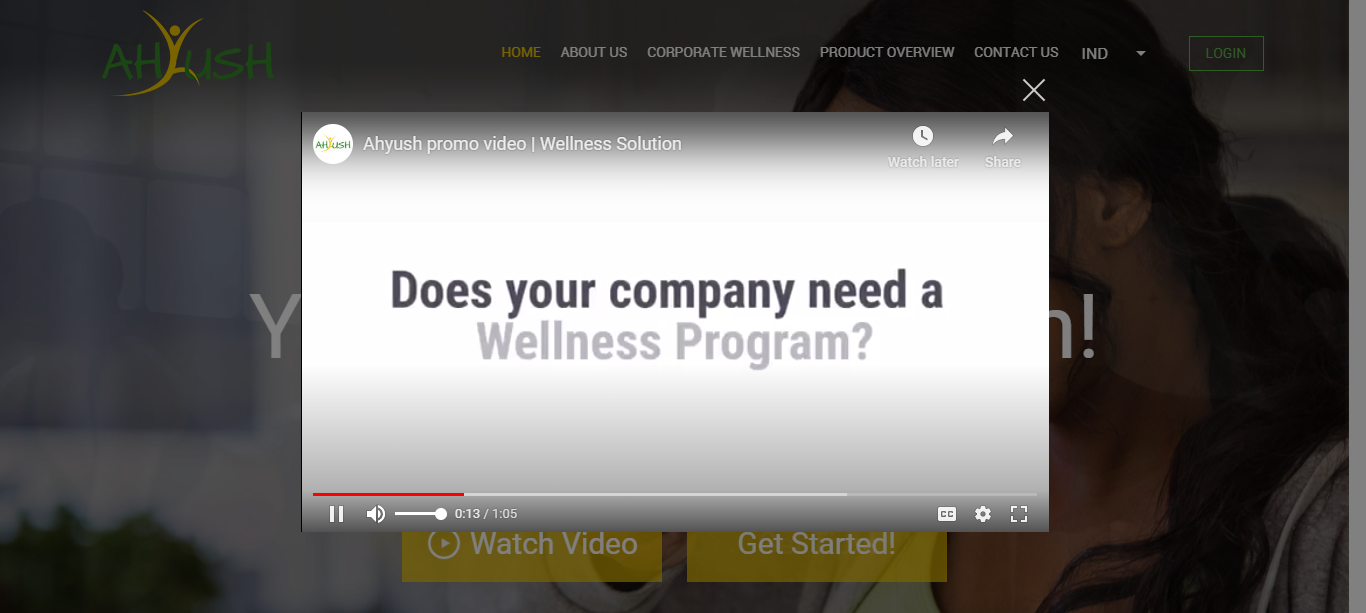 AHYUSH
HOME ABOUT US CORPORATE WELLNESS PRODUCT OVERVIEW CONTACT US IND LOGIN
AHYUSH Ahyush promo video | Wellness Solution
Watch later Share
Does your company need a
Wellness Program?
0:13 / 1:05 CC
Watch Video Get Started!